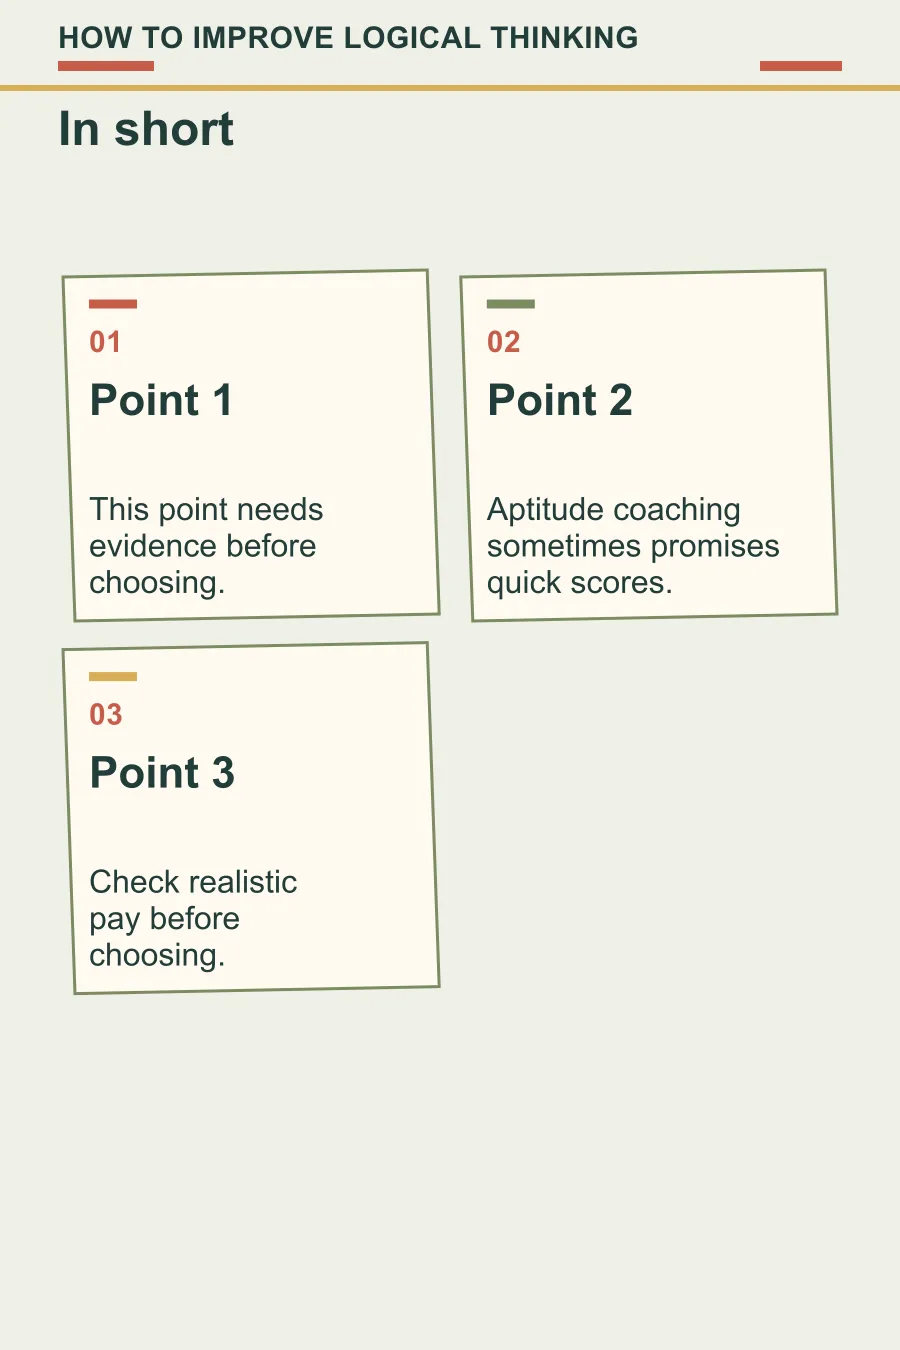 HOW TO IMPROVE LOGICAL THINKING
In short
01
Point 1
This point needs
evidence before
choosing.
02
Point 2
Aptitude coaching
sometimes promises
quick scores.
03
Point 3
Check realistic
pay before
choosing.